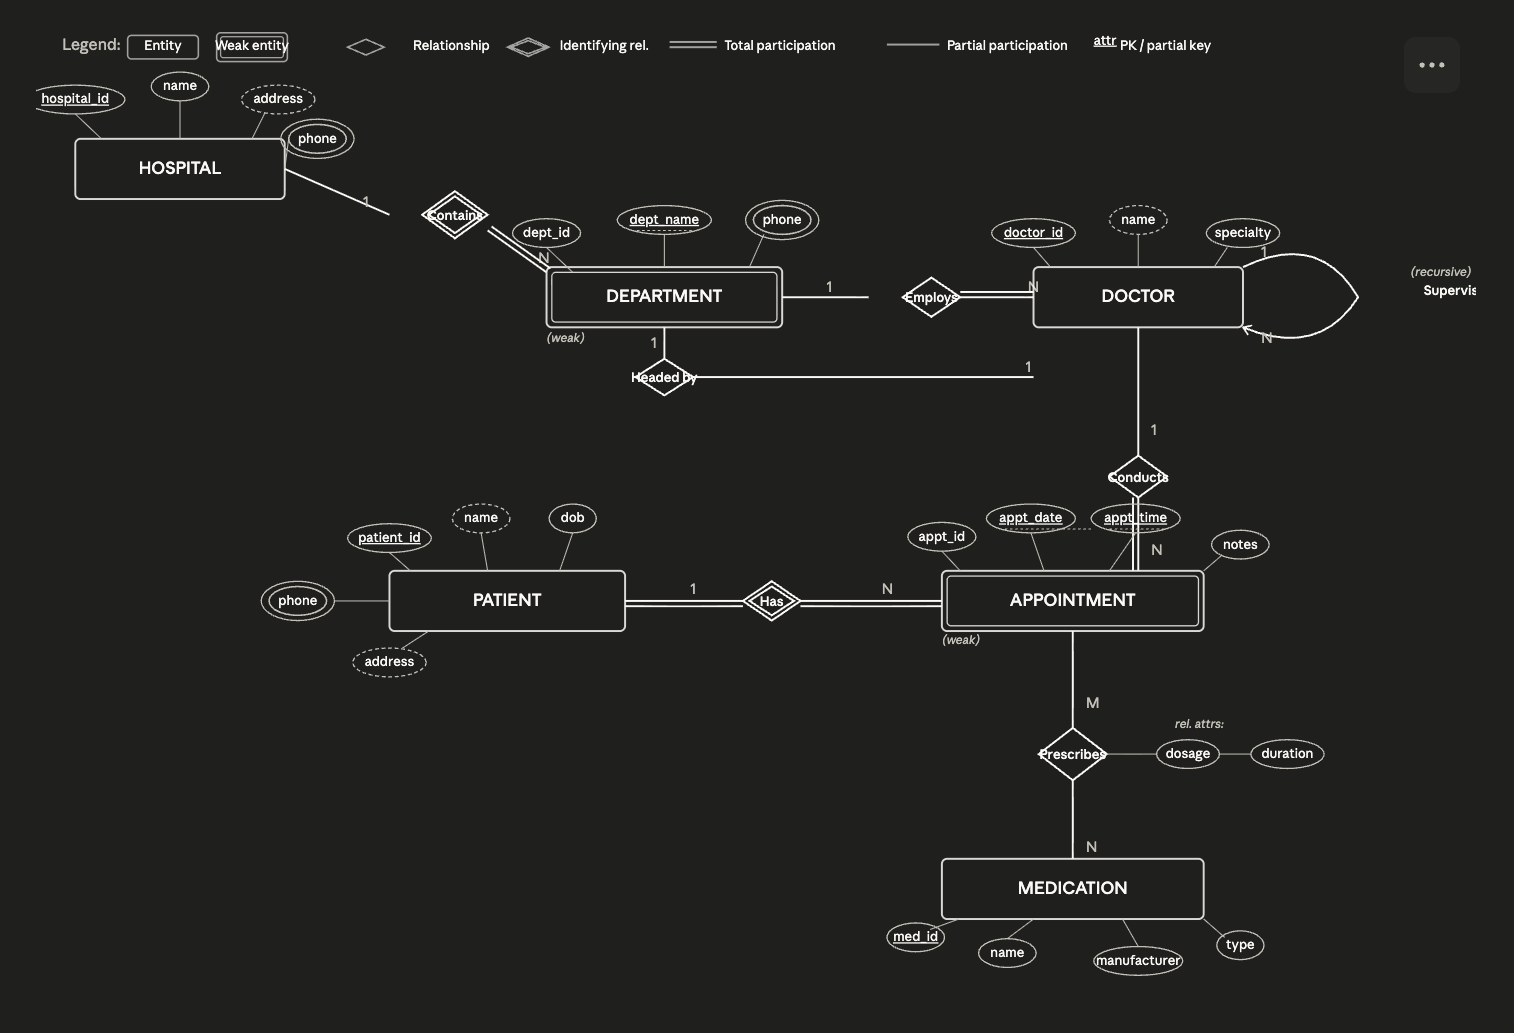 Legend:
Entity
Weak entity
Relationship
Identifying rel.
Total participation
Partial participation
attr
PK / partial key
hospital_id
name
address
phone
HOSPITAL
1
Contains
N
dept_id
dept_name
phone
DEPARTMENT
(weak)
1
Employs
N
doctor_id
name
specialty
DOCTOR
1
N
(recursive)
Supervis
1
Headed by
1
1
Conducts
N
patient_id
name
dob
phone
PATIENT
address
1
Has
N
appt_id
appt_date
appt_time
notes
APPOINTMENT
(weak)
M
Prescribes
rel. attrs:
dosage
duration
N
MEDICATION
med_id
name
manufacturer
type